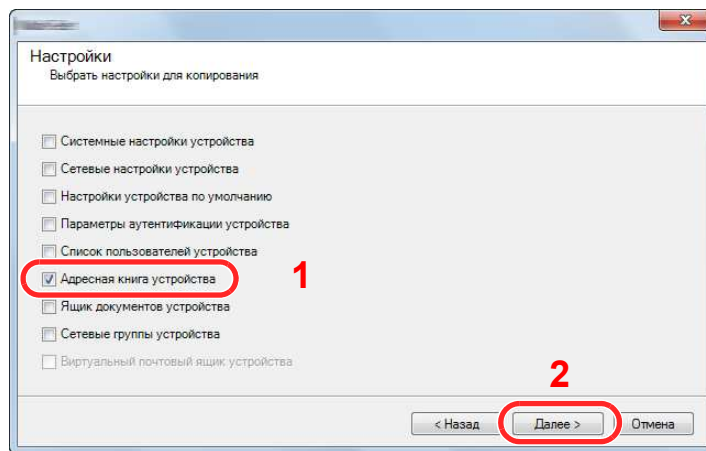 Настройки
Выбрать настройки для копирования
Системные настройки устройства
Сетевые настройки устройства
Настройки устройства по умолчанию
Параметры аутентификации устройства
Список пользователей устройства
Адресная книга устройства
1
Ящик документов устройства
Сетевые группы устройства
Виртуальный почтовый ящик устройства
2
< Назад Далее > Отмена